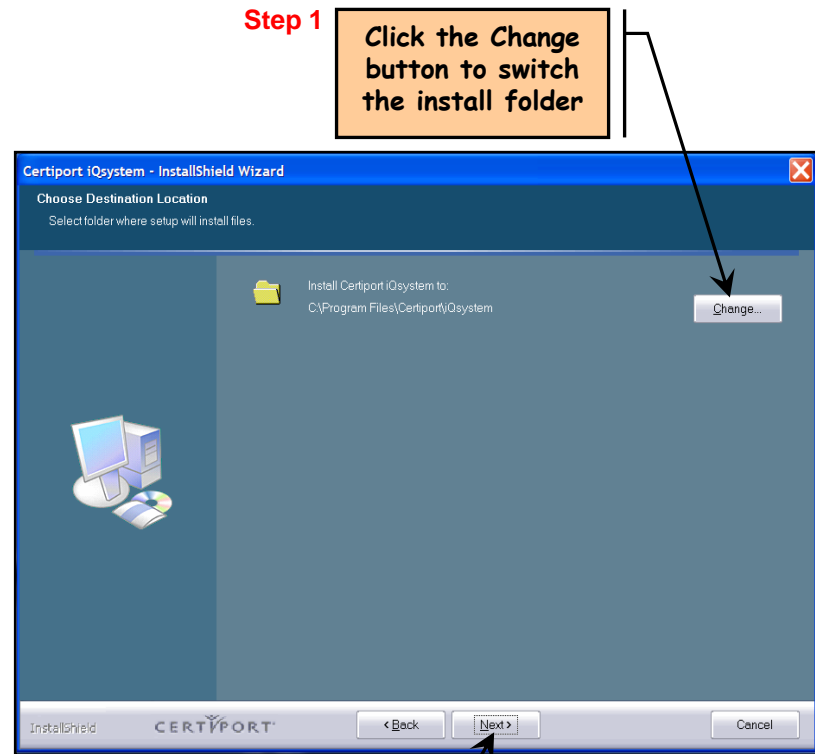 Step 1
Click the Change
button to switch
the install folder
Certiport iQsystem - InstallShield Wizard
Choose Destination Location
Select folder where setup will install files.
Install Certiport iQsystem to:
C:\Program Files\Certiport\iQsystem
Change...
InstallShield
CERTIPORT
< Back
Next >
Cancel